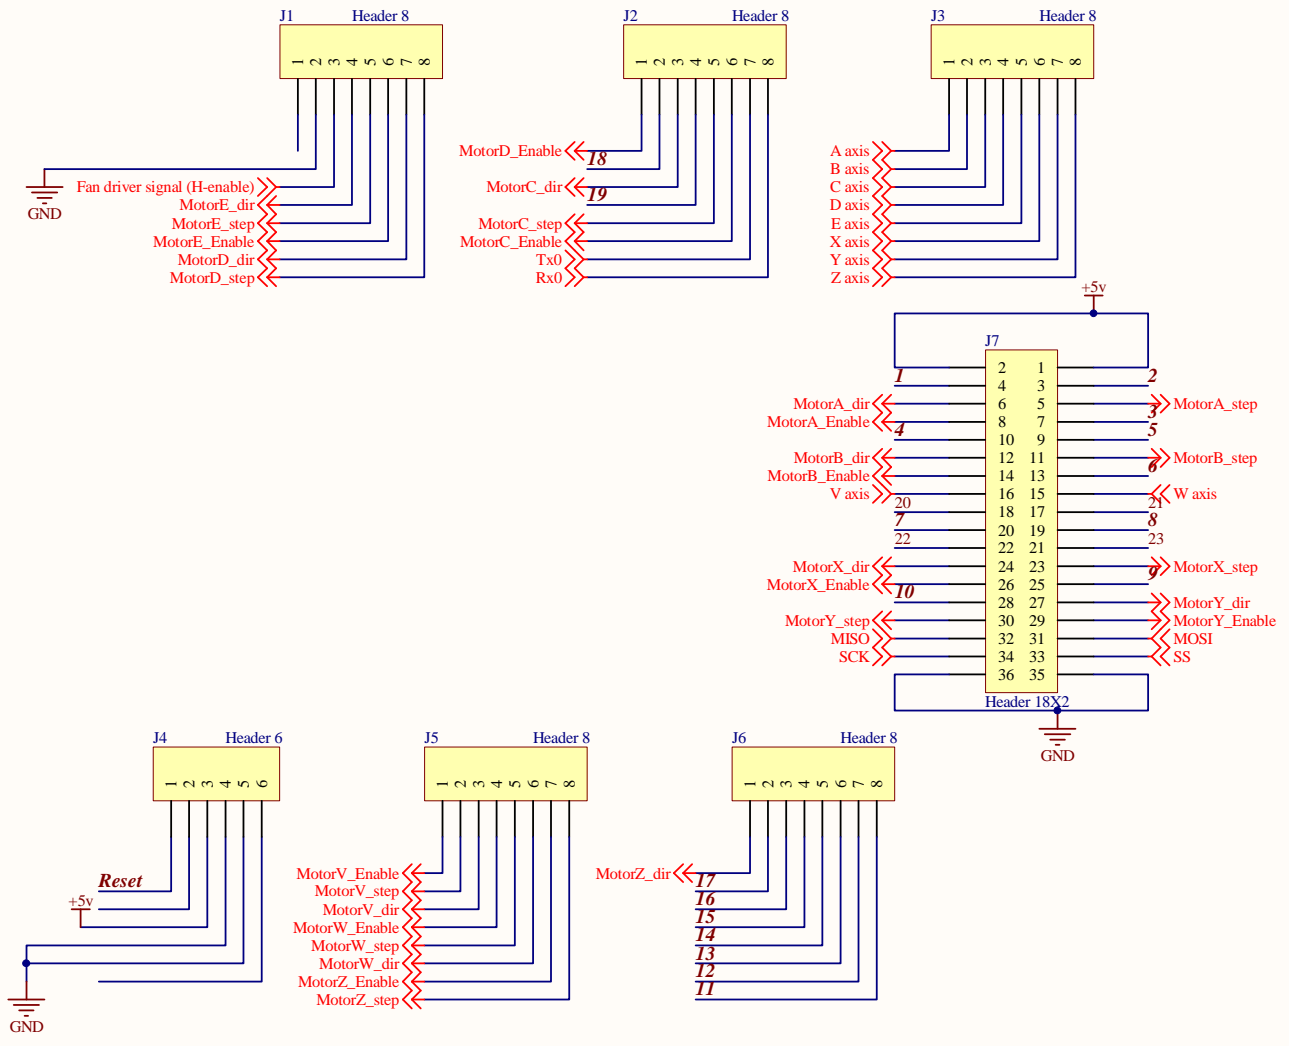 J1 Header 8
1 2 3 4 5 6 7 8
GND
Fan driver signal (H-enable)
MotorE_dir
MotorE_step
MotorE_Enable
MotorD_dir
MotorD_step
J2 Header 8
1 2 3 4 5 6 7 8
MotorD_Enable
18
MotorC_dir
19
MotorC_step
MotorC_Enable
Tx0
Rx0
J3 Header 8
1 2 3 4 5 6 7 8
A axis
B axis
C axis
D axis
E axis
X axis
Y axis
Z axis
+5v
J7
2 1
1 4 3 2
MotorA_dir 6 5 MotorA_step
MotorA_Enable 8 7 3
4 10 9 5
MotorB_dir 12 11 MotorB_step
MotorB_Enable 14 13 6
V axis 16 15 W axis
20 18 17 21
7 20 19 8
22 22 21 23
MotorX_dir 24 23 MotorX_step
MotorX_Enable 26 25 9
10 28 27 MotorY_dir
MotorY_step 30 29 MotorY_Enable
MISO 32 31 MOSI
SCK 34 33 SS
36 35
Header 18X2
GND
J4 Header 6
1 2 3 4 5 6
Reset
+5v
GND
J5 Header 8
1 2 3 4 5 6 7 8
MotorV_Enable
MotorV_step
MotorV_dir
MotorW_Enable
MotorW_step
MotorW_dir
MotorZ_Enable
MotorZ_step
J6 Header 8
1 2 3 4 5 6 7 8
MotorZ_dir
17
16
15
14
13
12
11